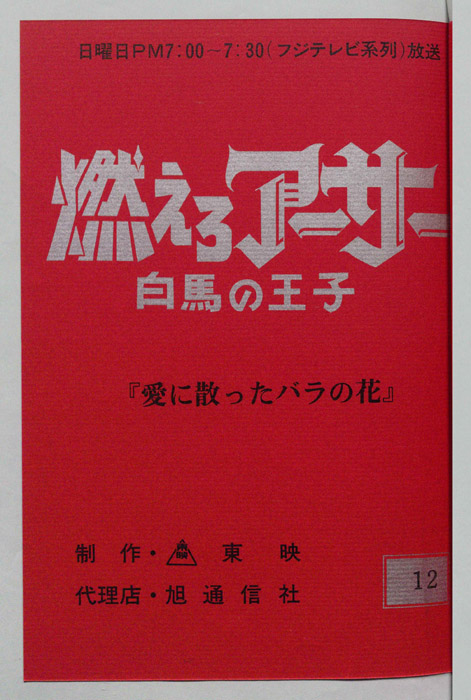 日曜日PM7:00~7:30(フジテレビ系列)放送
燃えろアーサー
白馬の王子
『愛に散ったバラの花』
制作・東映 東映
代理店・旭通信社
12